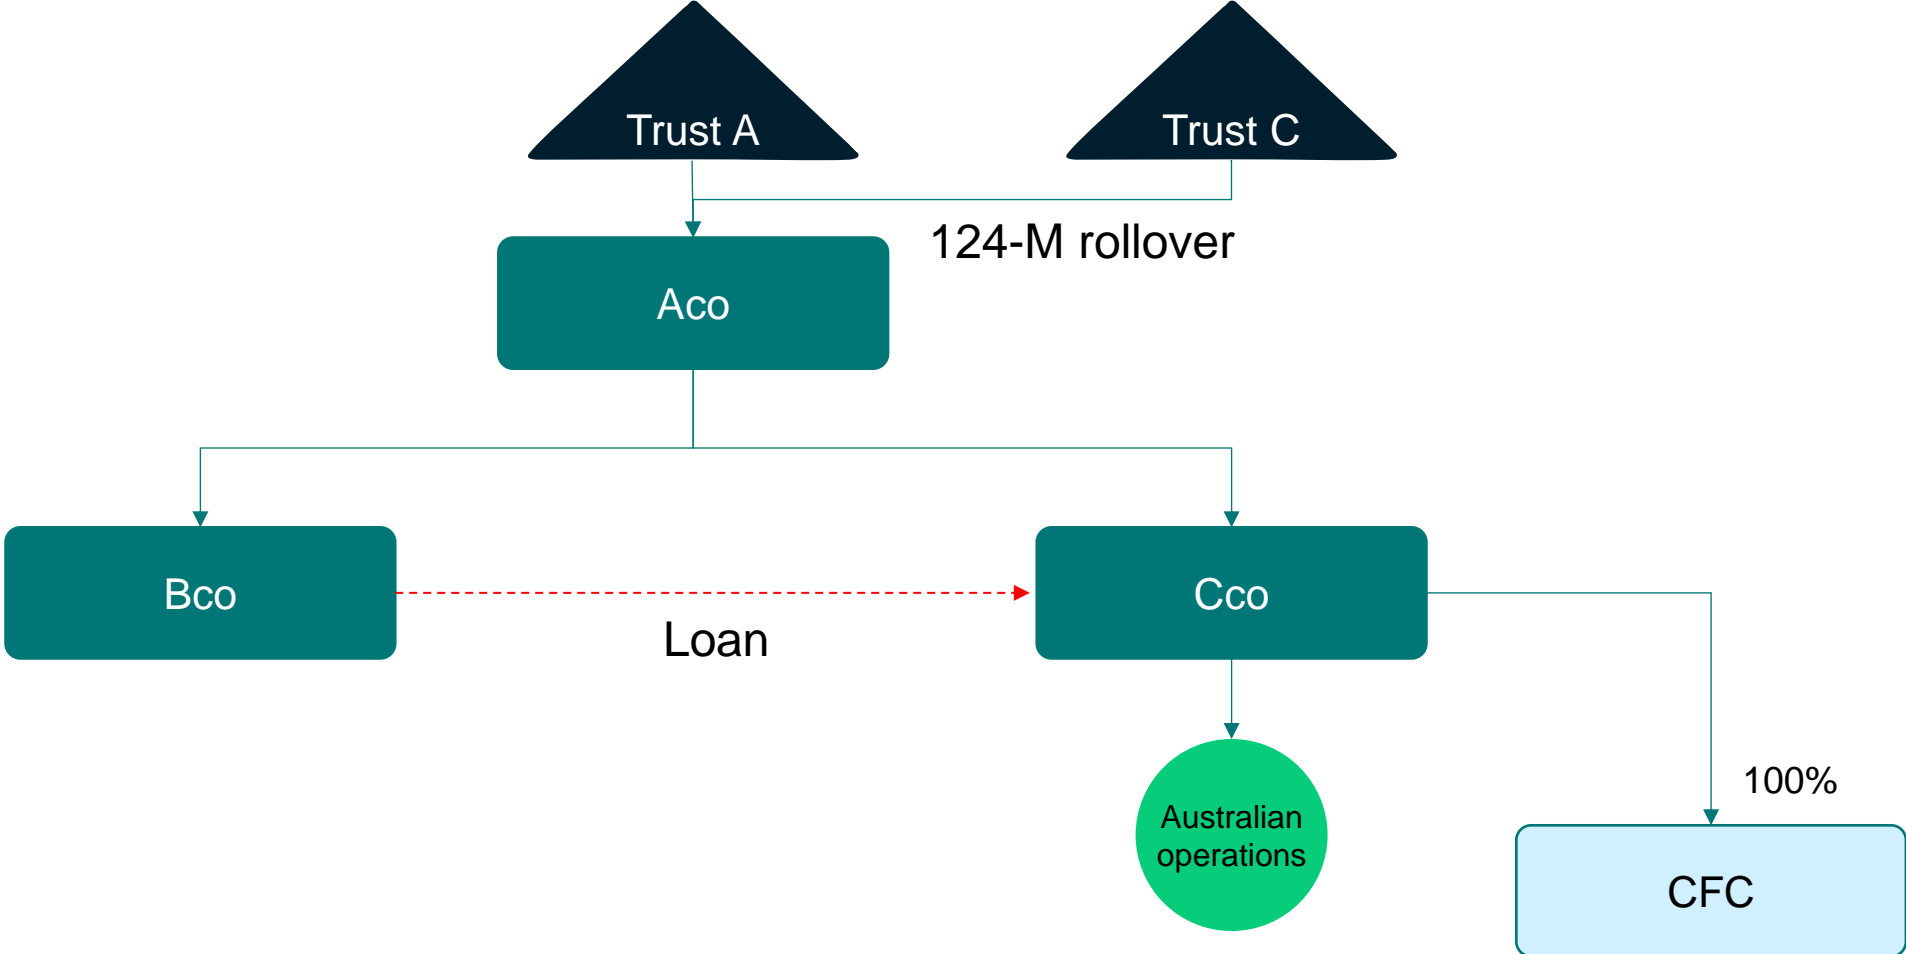 Trust A
Trust C
124-M rollover
Aco
Bco
Loan
Cco
Australian
operations
100%
CFC